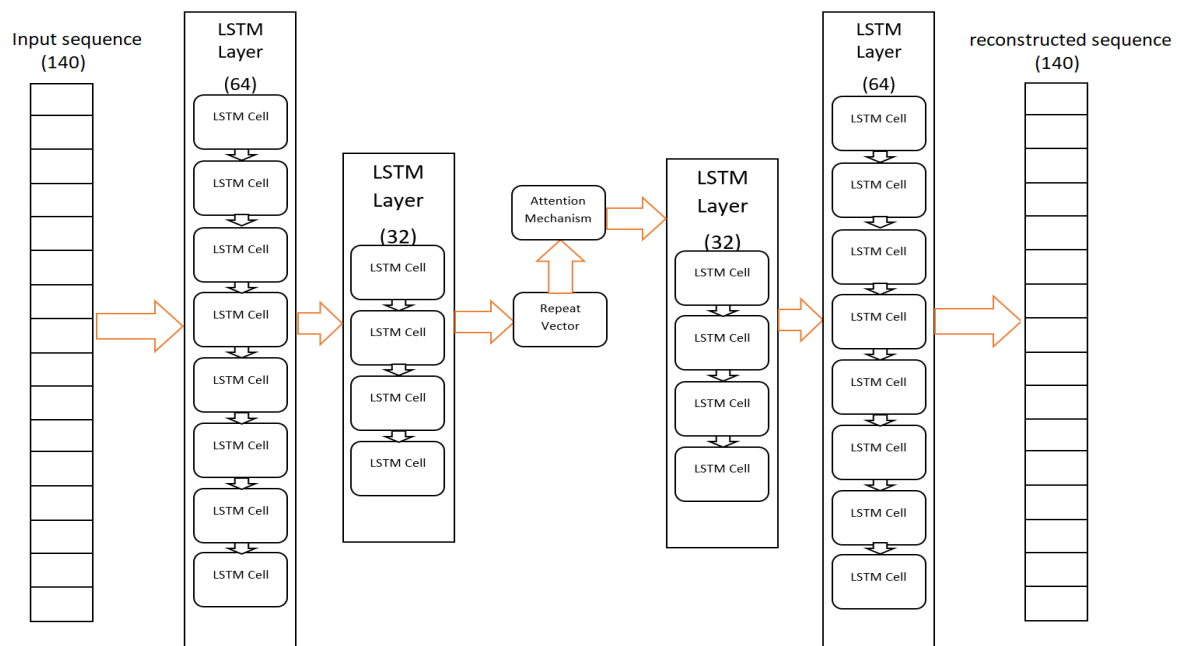 Input sequence
(140)
LSTM
Layer
(64)
LSTM Cell
LSTM Cell
LSTM Cell
LSTM Cell
LSTM Cell
LSTM Cell
LSTM Cell
LSTM Cell
LSTM
Layer
(32)
LSTM Cell
LSTM Cell
LSTM Cell
LSTM Cell
Repeat
Vector
Attention
Mechanism
LSTM
Layer
(32)
LSTM Cell
LSTM Cell
LSTM Cell
LSTM Cell
LSTM
Layer
(64)
LSTM Cell
LSTM Cell
LSTM Cell
LSTM Cell
LSTM Cell
LSTM Cell
LSTM Cell
LSTM Cell
reconstructed sequence
(140)